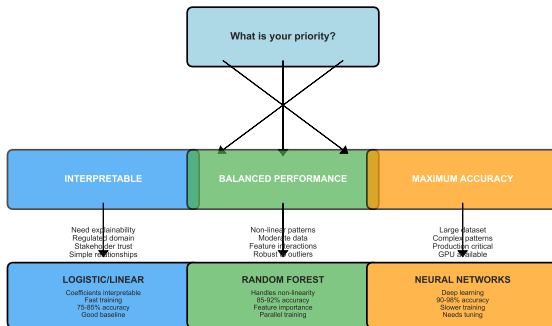 What is your priority?
INTERPRETABLE
BALANCED PERFORMANCE
MAXIMUM ACCURACY
Need explainability
Regulated domain
Stakeholder trust
Simple relationships
Non-linear patterns
Moderate data
Feature interactions
Robust to outliers
Large dataset
Complex patterns
Production critical
GPU available
LOGISTIC/LINEAR
Coefficients interpretable
Fast training
75-85% accuracy
Good baseline
RANDOM FOREST
Handles non-linearity
85-92% accuracy
Feature importance
Parallel training
NEURAL NETWORKS
Deep learning
90-98% accuracy
Slower training
Needs tuning